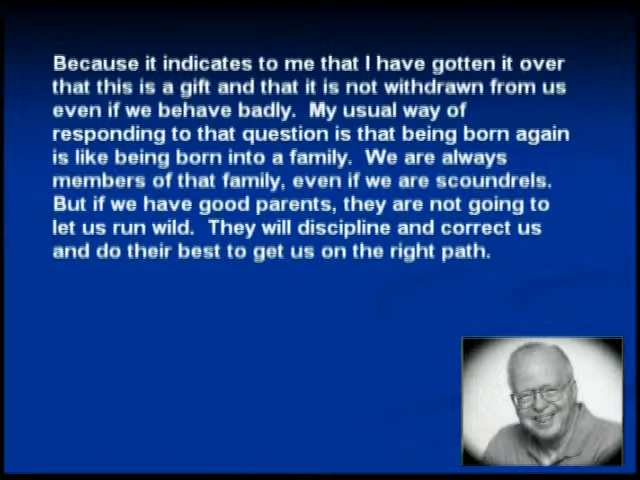 Because it indicates to me that I have gotten it over
that this is a gift and that it is not withdrawn from us
even if we behave badly.  My usual way of
responding to that question is that being born again
is like being born into a family.  We are always
members of that family, even if we are scoundrels.
But if we have good parents, they are not going to
let us run wild.  They will discipline and correct us
and do their best to get us on the right path.